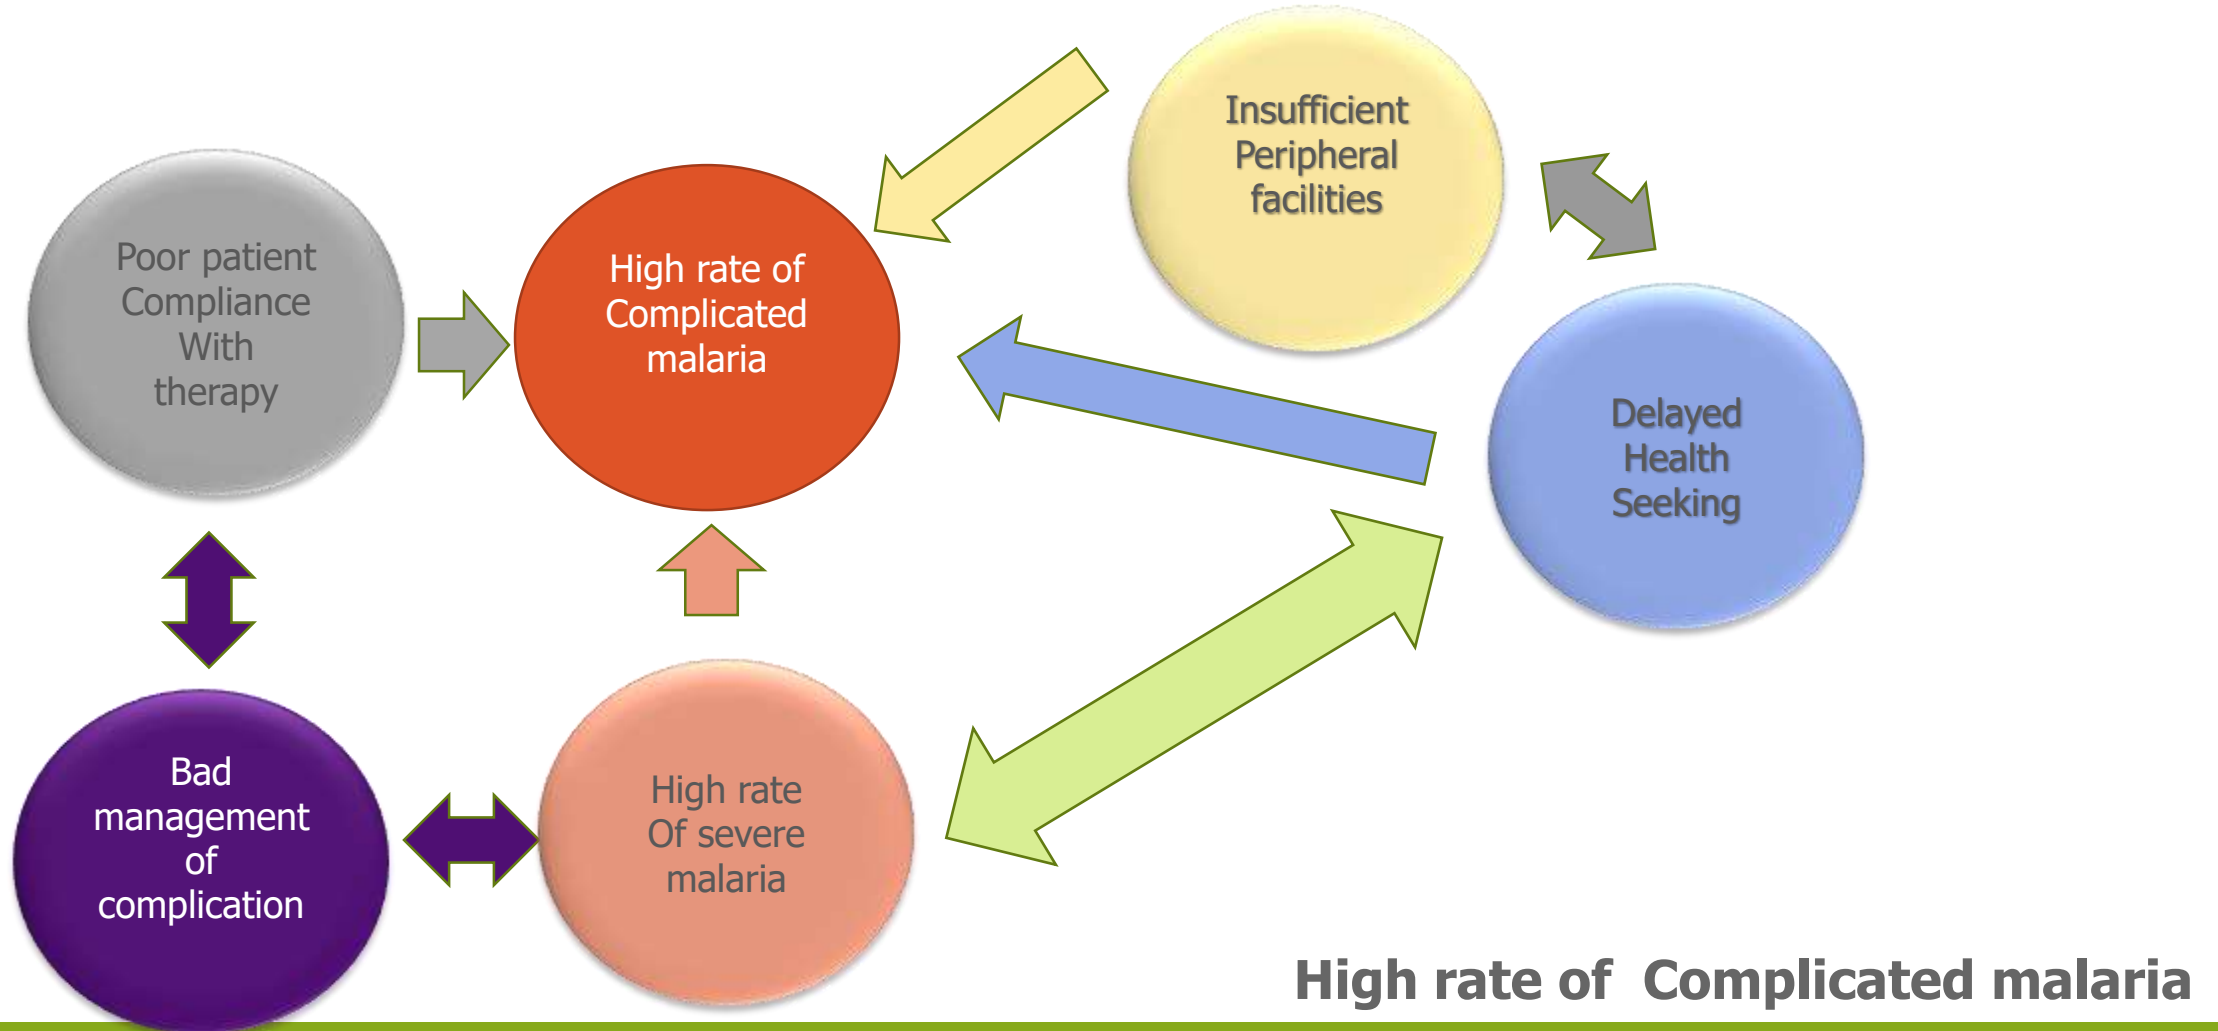 Insufficient
Peripheral
facilities
Poor patient
Compliance
With
therapy
High rate of
Complicated
malaria
Delayed
Health
Seeking
Bad
management
of
complication
High rate
Of severe
malaria
High rate of  Complicated malaria